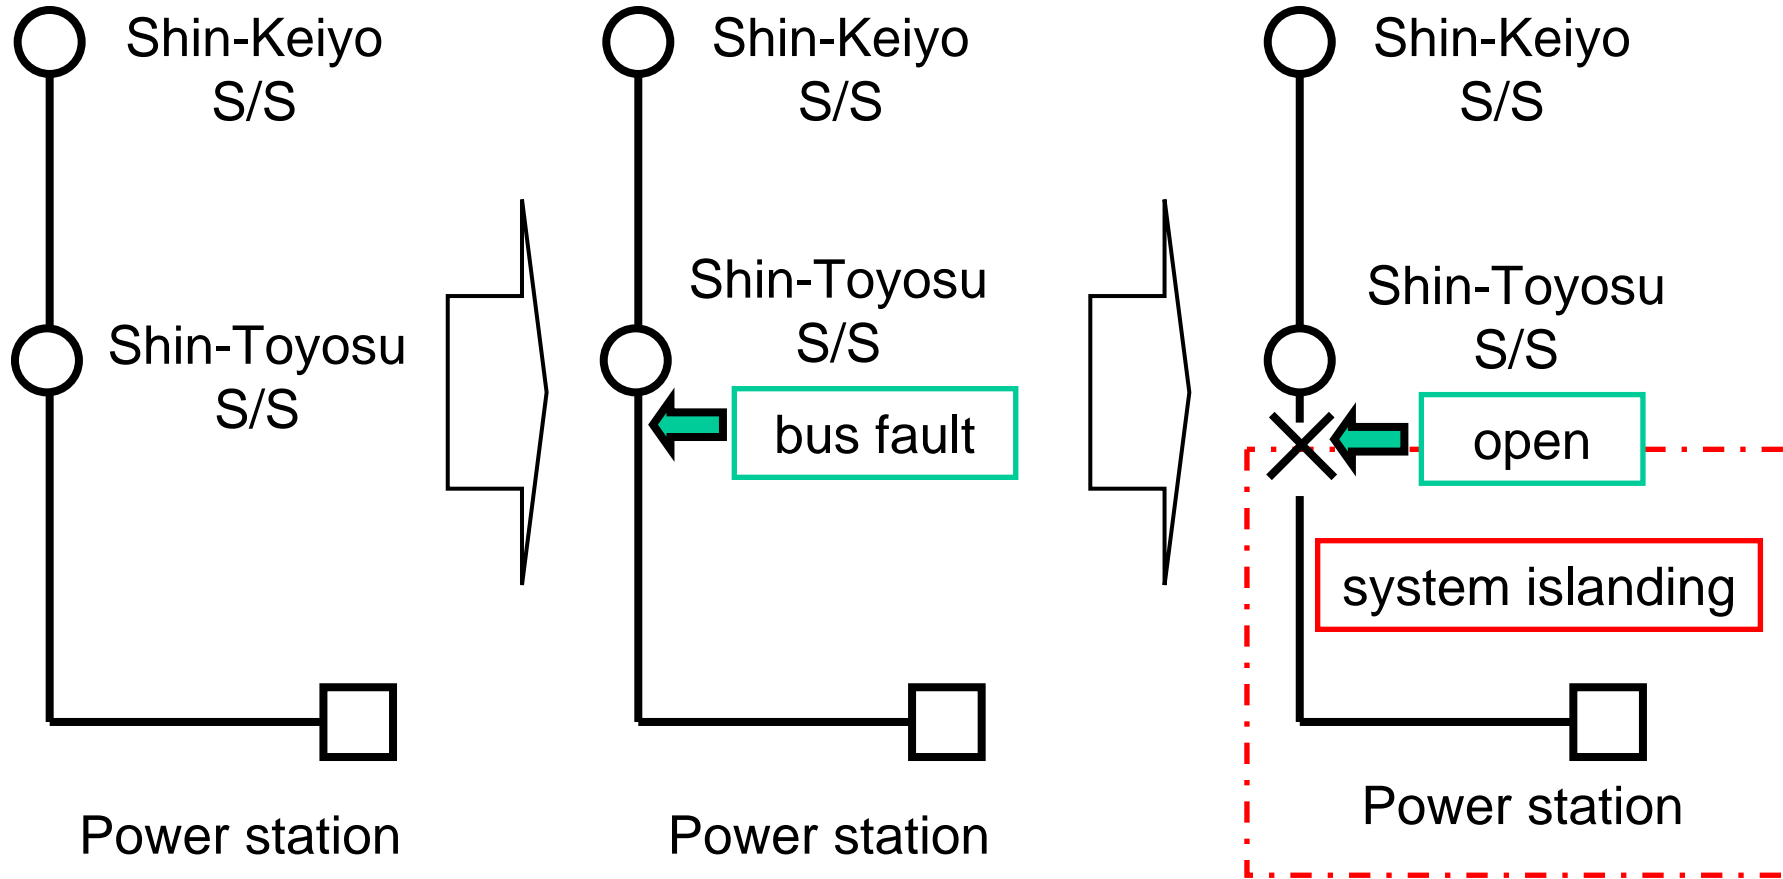 Shin-Keiyo
S/S
Shin-Toyosu
S/S
Power station
Shin-Keiyo
S/S
Shin-Toyosu
S/S
bus fault
Power station
Shin-Keiyo
S/S
Shin-Toyosu
S/S
open
system islanding
Power station